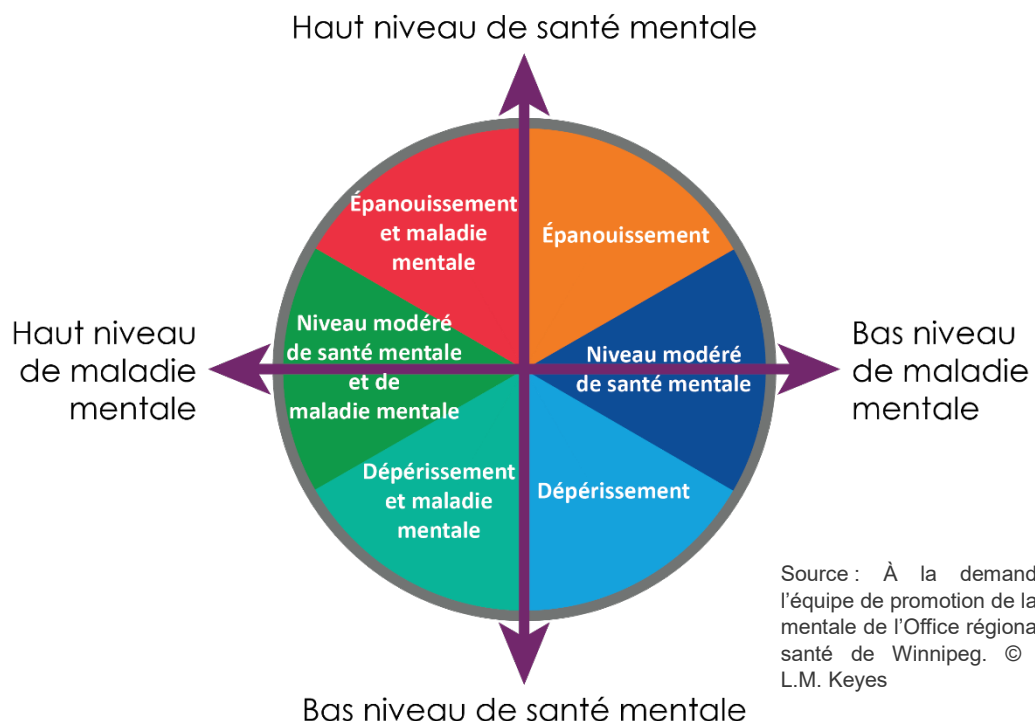 Haut niveau de santé mentale
Épanouissement
et maladie
mentale
Épanouissement
Haut niveau
de maladie
mentale
Niveau modéré
de santé mentale
et de
maladie mentale
Niveau modéré
de santé mentale
Bas niveau
de maladie
mentale
Dépérissement
et maladie
mentale
Dépérissement
Source : À la demand
l’équipe de promotion de la
mentale de l’Office régiona
santé de Winnipeg. ©
L.M. Keyes
Bas niveau de santé mentale